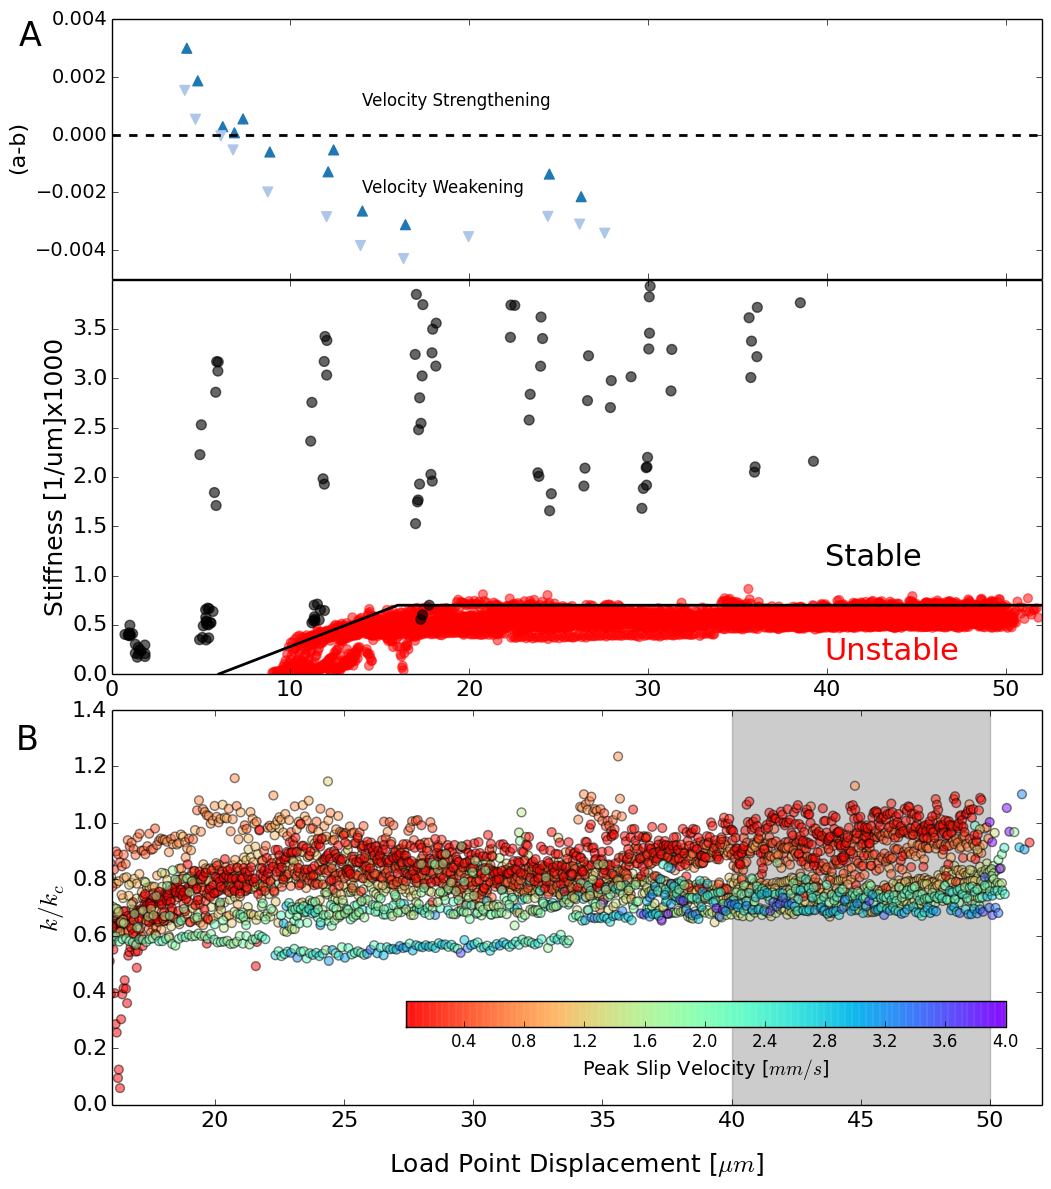 A
0.004
0.002
0.000
−0.002
−0.004
(a-b)
Velocity Strengthening
Velocity Weakening
3.5
3.0
2.5
2.0
1.5
1.0
0.5
0.0
Stiffness [1/um]x1000
Stable
Unstable
0 10 20 30 40 50
B
1.4
1.2
1.0
0.8
0.6
0.4
0.2
0.0
k/k_c
0.4 0.8 1.2 1.6 2.0 2.4 2.8 3.2 3.6 4.0
Peak Slip Velocity [mm/s]
20 25 30 35 40 45 50
Load Point Displacement [μm]